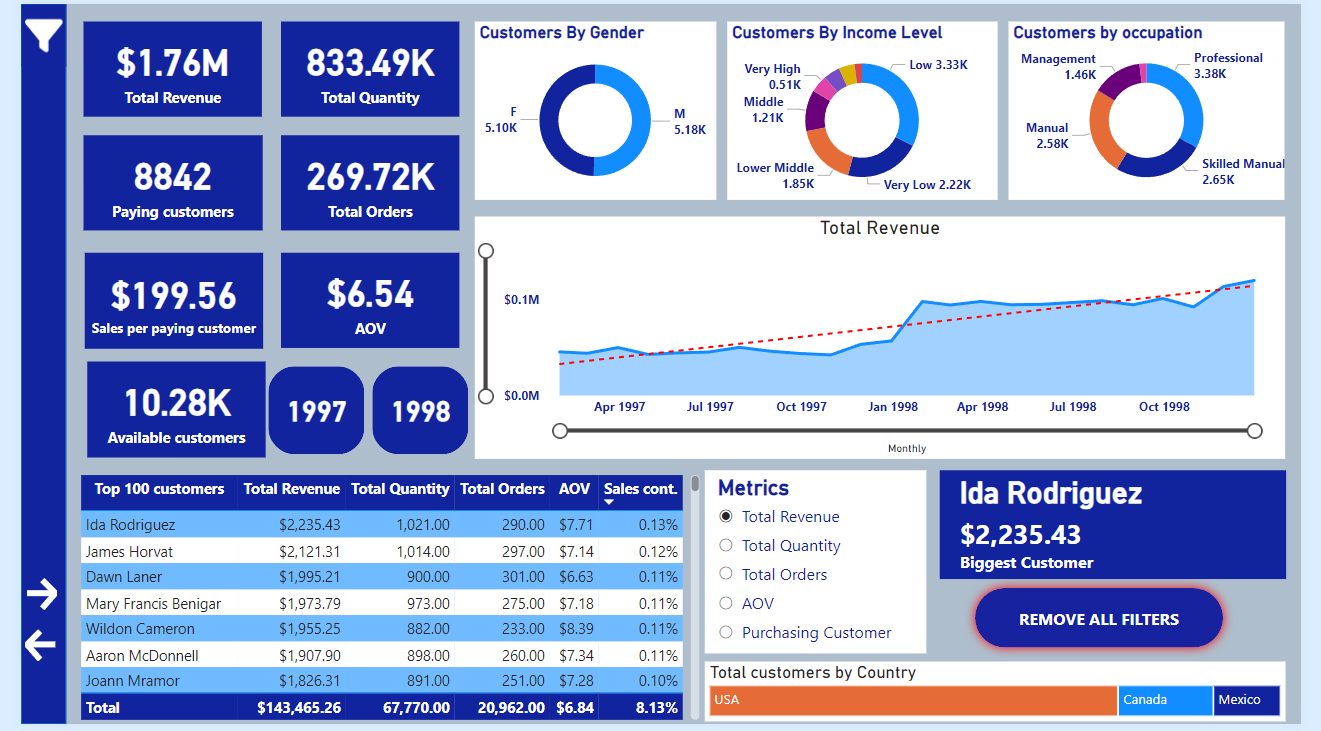 $1.76M
Total Revenue
833.49K
Total Quantity
8842
Paying customers
269.72K
Total Orders
$199.56
Sales per paying customer
$6.54
AOV
10.28K
Available customers
1997
1998
Customers By Gender
F
5.10K
M
5.18K
Customers By Income Level
Very High
0.51K
Middle
1.21K
Lower Middle
1.85K
Low 3.33K
Very Low 2.22K
Customers by occupation
Management
1.46K
Manual
2.58K
Professional
3.38K
Skilled Manual
2.65K
Total Revenue
$0.1M
$0.0M
Apr 1997 Jul 1997 Oct 1997 Jan 1998 Apr 1998 Jul 1998 Oct 1998
Monthly
Top 100 customers Total Revenue Total Quantity Total Orders AOV Sales cont.
Ida Rodriguez $2,235.43 1,021.00 290.00 $7.71 0.13%
James Horvat $2,121.31 1,014.00 297.00 $7.14 0.12%
Dawn Laner $1,995.21 900.00 301.00 $6.63 0.11%
Mary Francis Benigar $1,973.79 973.00 275.00 $7.18 0.11%
Wildon Cameron $1,955.25 882.00 233.00 $8.39 0.11%
Aaron McDonnell $1,907.90 898.00 260.00 $7.34 0.11%
Joann Mramor $1,826.31 891.00 251.00 $7.28 0.10%
Total $143,465.26 67,770.00 20,962.00 $6.84 8.13%
Metrics
Total Revenue
Total Quantity
Total Orders
AOV
Purchasing Customer
Ida Rodriguez
$2,235.43
Biggest Customer
REMOVE ALL FILTERS
Total customers by Country
USA Canada Mexico